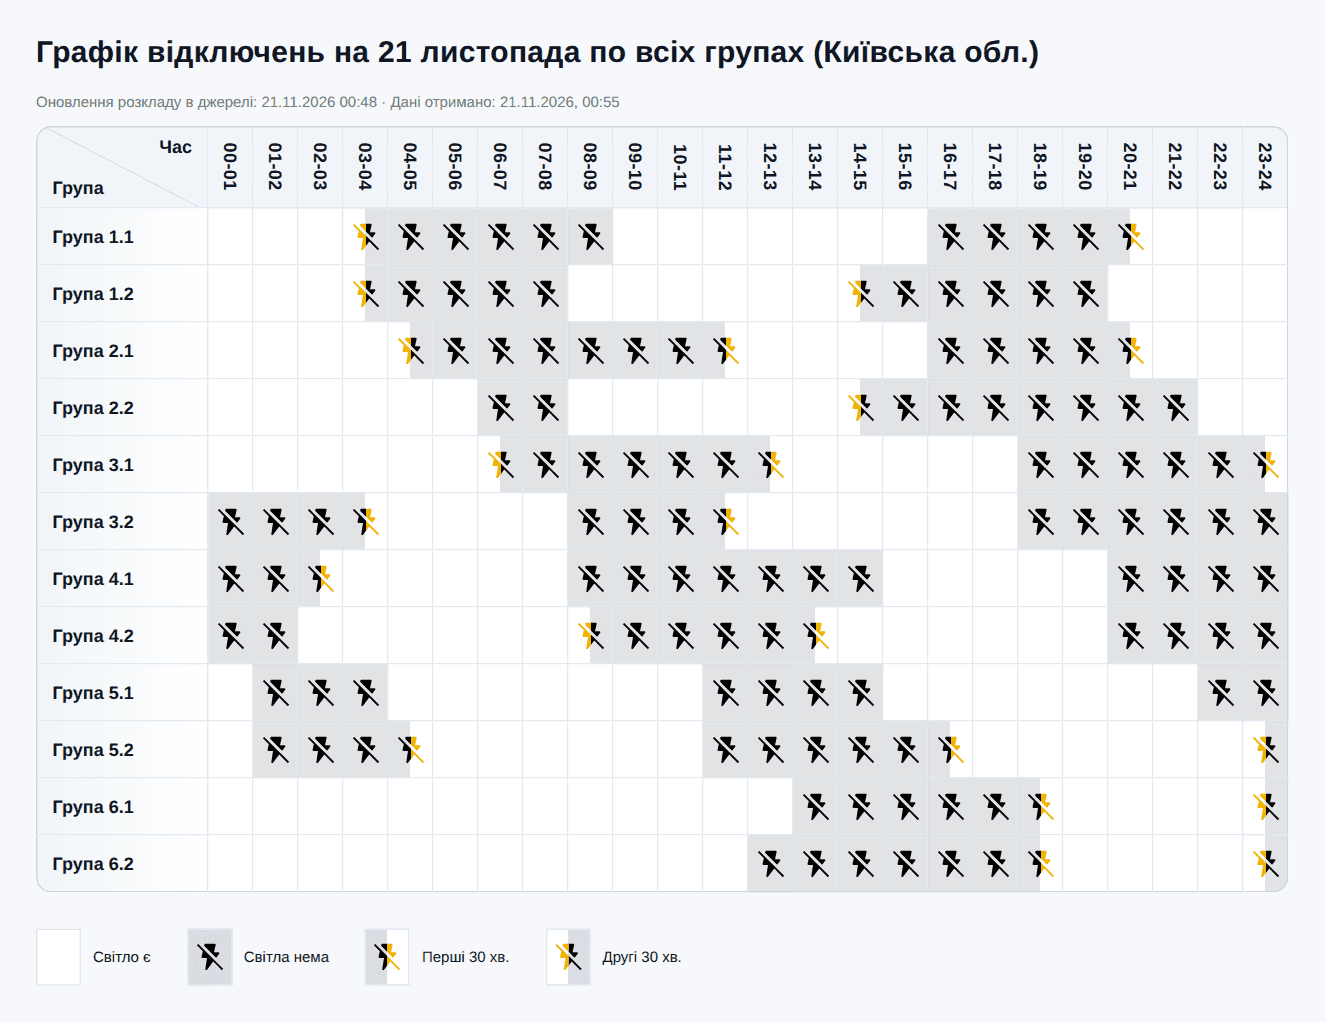 Графік відключень на 21 листопада по всіх групах (Київська обл.)
Оновлення розкладу в джерелі: 21.11.2026 00:48 · Дані отримано: 21.11.2026, 00:55
Час
Група
00-01 01-02 02-03 03-04 04-05 05-06 06-07 07-08 08-09 09-10 10-11 11-12 12-13 13-14 14-15 15-16 16-17 17-18 18-19 19-20 20-21 21-22 22-23 23-24
Група 1.1
Група 1.2
Група 2.1
Група 2.2
Група 3.1
Група 3.2
Група 4.1
Група 4.2
Група 5.1
Група 5.2
Група 6.1
Група 6.2
Світло є Світла нема Перші 30 хв. Другі 30 хв.